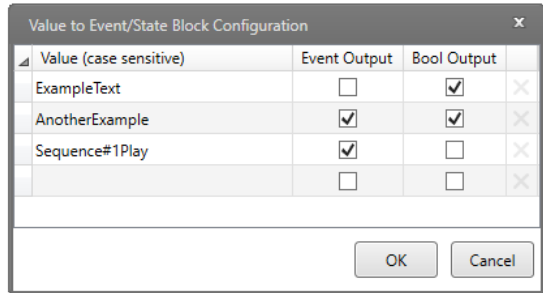 Value to Event/State Block Configuration x
Value (case sensitive) Event Output Bool Output
ExampleText
AnotherExample
Sequence#1Play
OK Cancel